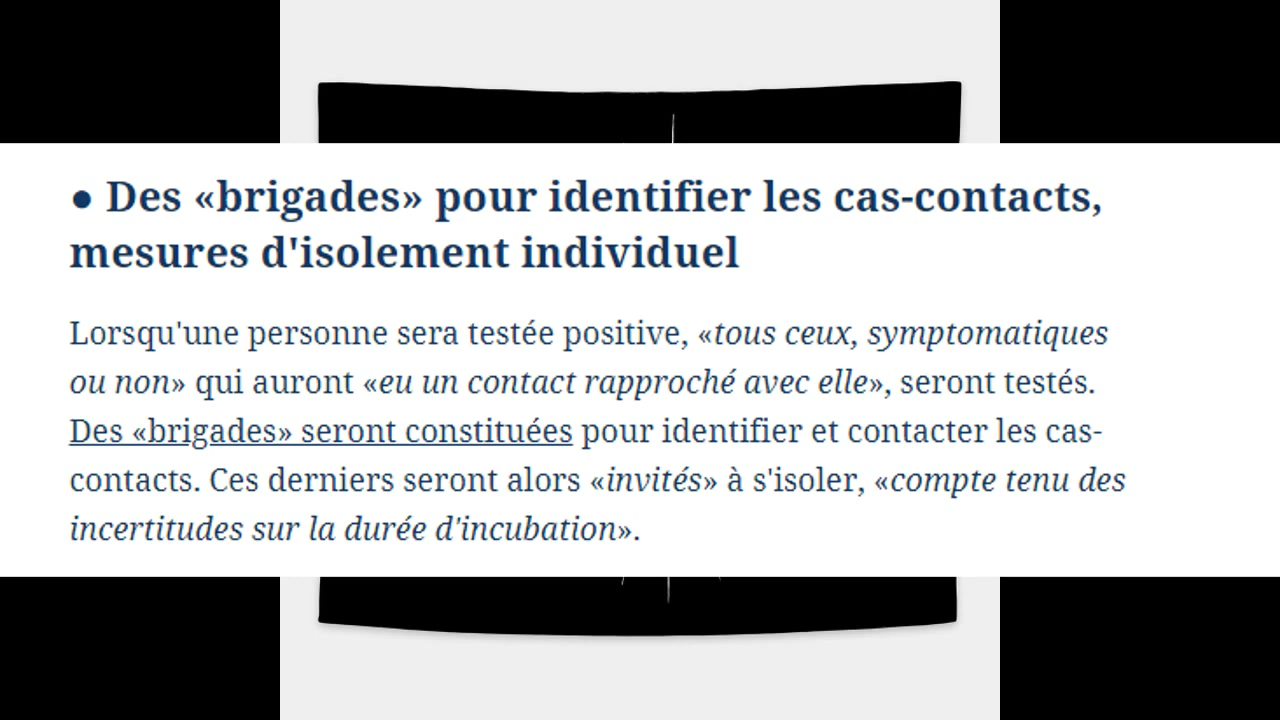 ● Des «brigades» pour identifier les cas-contacts,
mesures d'isolement individuel
Lorsqu'une personne sera testée positive, «tous ceux, symptomatiques
ou non» qui auront «eu un contact rapproché avec elle», seront testés.
Des «brigades» seront constituées pour identifier et contacter les cas-
contacts. Ces derniers seront alors «invités» à s'isoler, «compte tenu des
incertitudes sur la durée d'incubation».